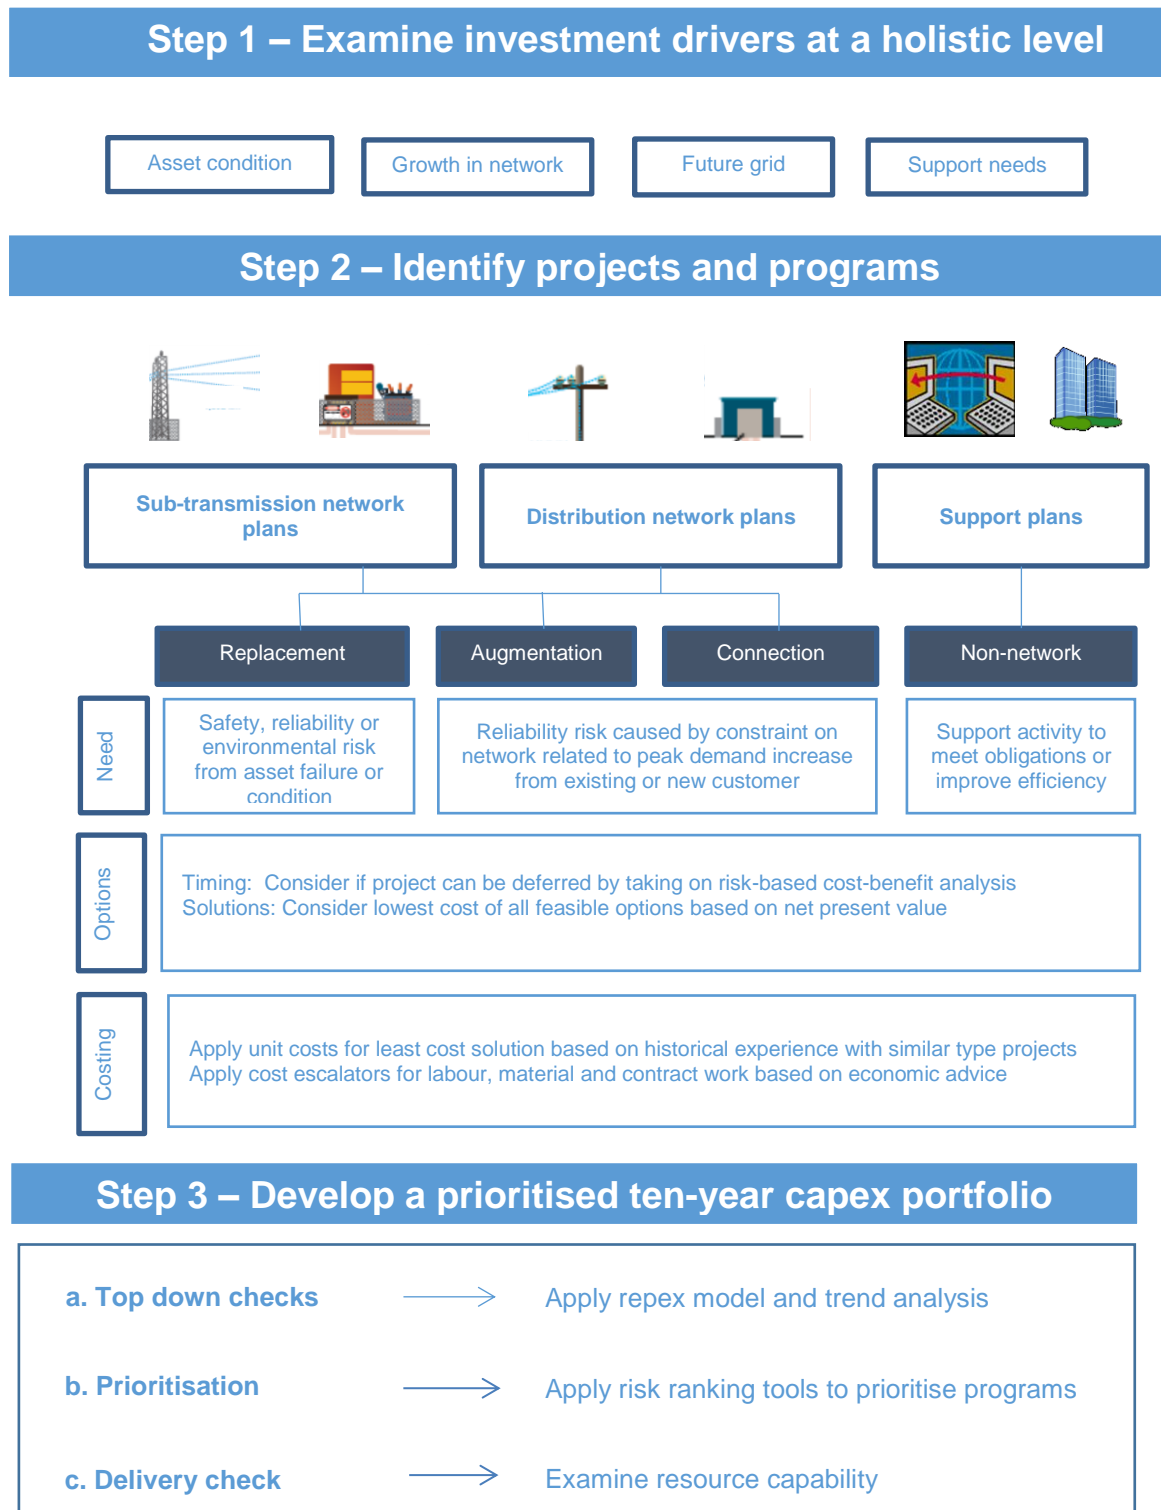 Step 1 – Examine investment drivers at a holistic level
Asset condition
Growth in network
Future grid
Support needs
Step 2 – Identify projects and programs
Sub-transmission network
plans
Distribution network plans
Support plans
Replacement
Augmentation
Connection
Non-network
Need
Safety, reliability or
environmental risk
from asset failure or
condition
Reliability risk caused by constraint on
network related to peak demand increase
from existing or new customer
Support activity to
meet obligations or
improve efficiency
Options
Timing: Consider if project can be deferred by taking on risk-based cost-benefit analysis
Solutions: Consider lowest cost of all feasible options based on net present value
Costing
Apply unit costs for least cost solution based on historical experience with similar type projects
Apply cost escalators for labour, material and contract work based on economic advice
Step 3 – Develop a prioritised ten-year capex portfolio
a. Top down checks
Apply repex model and trend analysis
b. Prioritisation
Apply risk ranking tools to prioritise programs
c. Delivery check
Examine resource capability